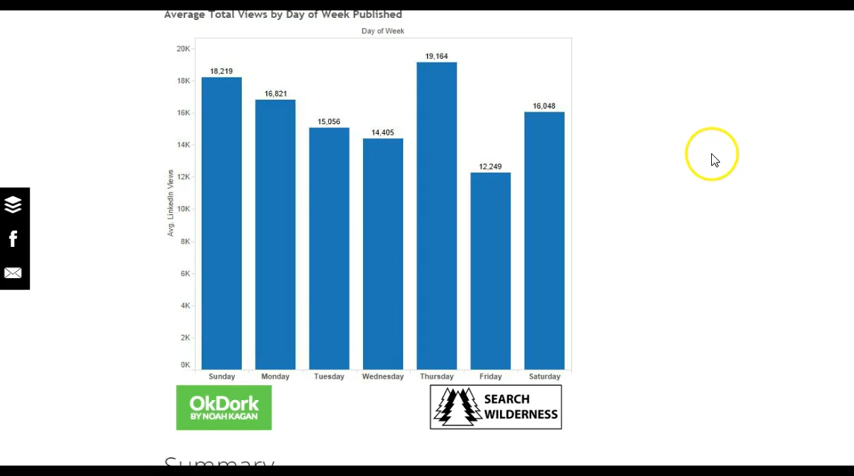 Average Total Views by Day of Week Published
Day of Week
20K
18K
16K
14K
12K
10K
8K
6K
4K
2K
0K
Avg. LinkedIn Views
18,219
16,821
15,056
14,405
19,164
12,249
16,048
Sunday Monday Tuesday Wednesday Thursday Friday Saturday
OkDork
BY NOAH KAGAN
SEARCH
WILDERNESS
Summary